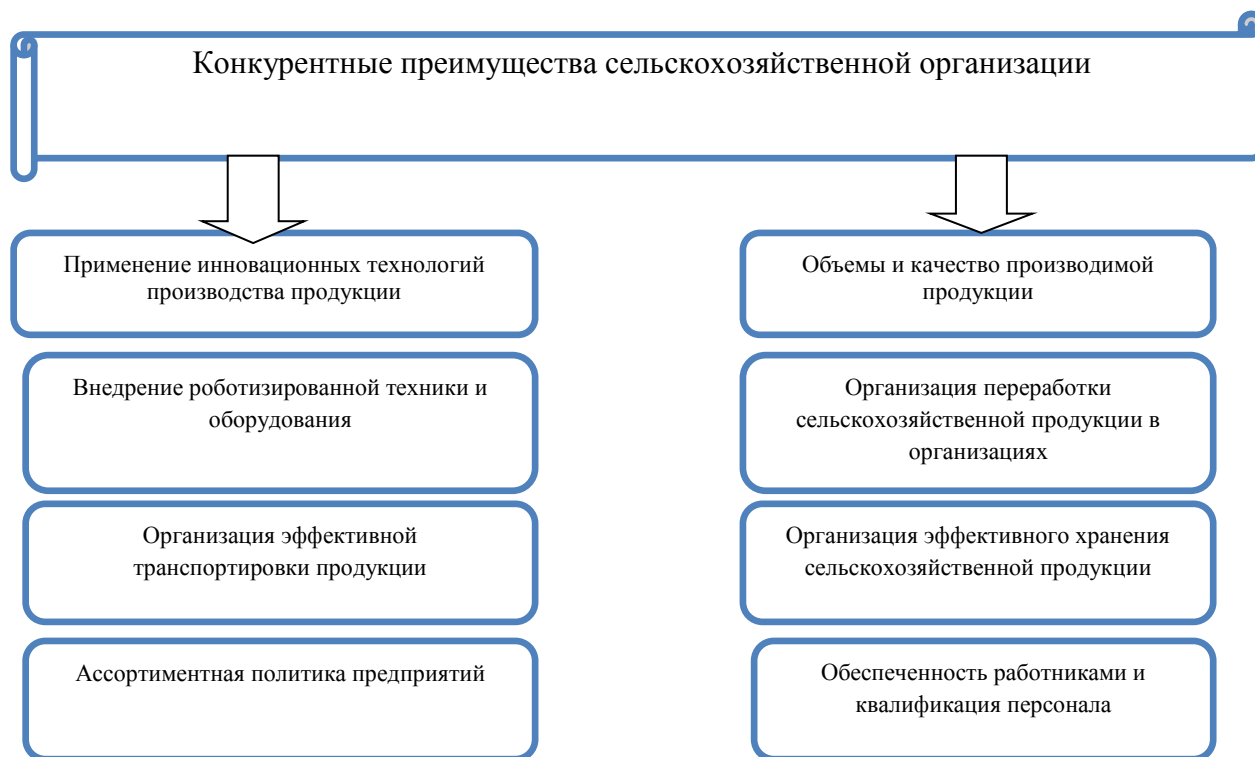 Конкурентные преимущества сельскохозяйственной организации
Применение инновационных технологий
производства продукции
Объемы и качество производимой
продукции
Внедрение роботизированной техники и
оборудования
Организация переработки
сельскохозяйственной продукции в
организациях
Организация эффективной
транспортировки продукции
Организация эффективного хранения
сельскохозяйственной продукции
Ассортиментная политика предприятий
Обеспеченность работниками и
квалификация персонала